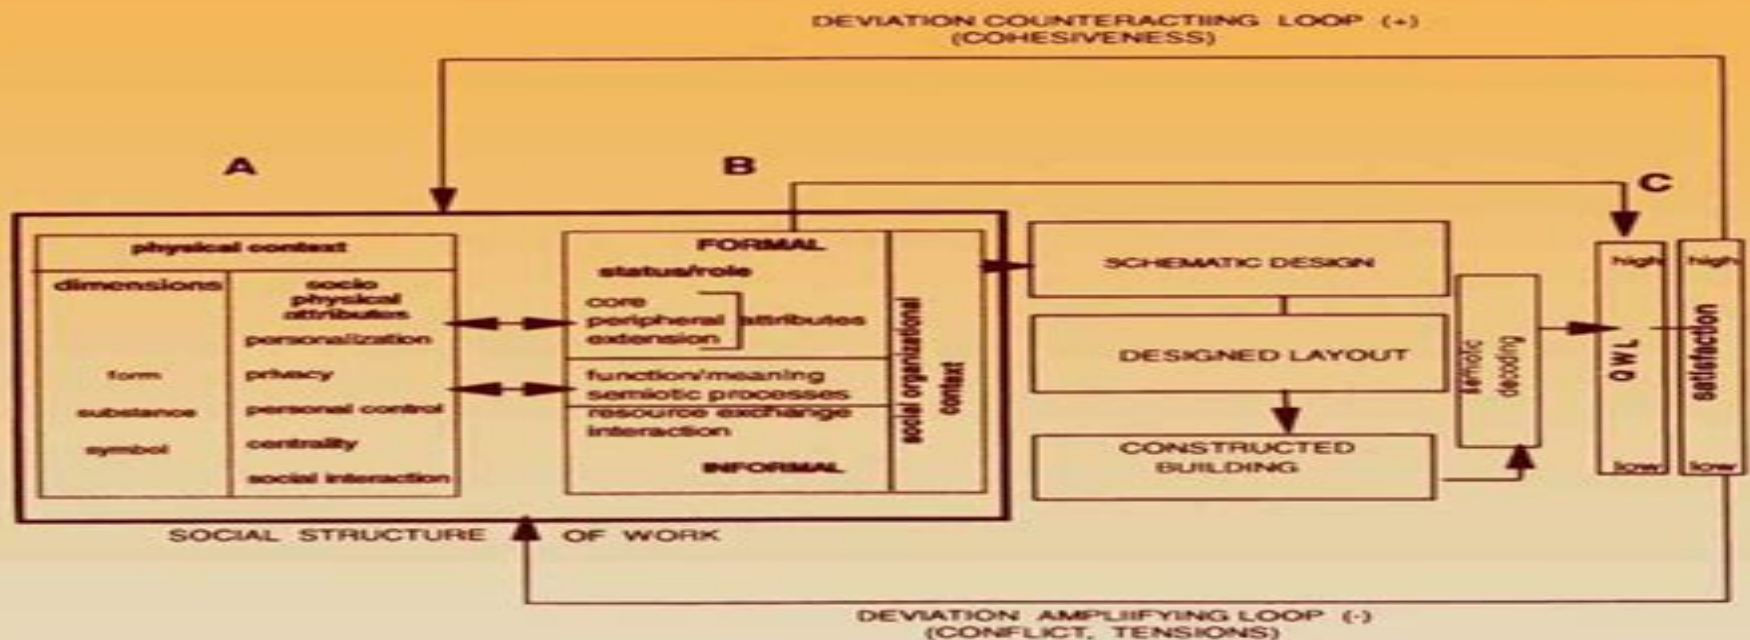 DEVIATION COUNTERACTIING LOOP (+)
(COHESIVENESS)
A
B
C
physical context
dimensions
socio
physical
attributes
personalization
form
privacy
substance
personal control
symbol
centrality
social interaction
FORMAL
status/role
core
peripheral attributes
extension
function/meaning
semiotic processes
resource exchange
interaction
INFORMAL
social organizational
context
SCHEMATIC DESIGN
DESIGNED LAYOUT
CONSTRUCTED
BUILDING
semiotic
decoding
high
QWL
low
high
satisfaction
low
SOCIAL STRUCTURE OF WORK
DEVIATION AMPLIIFYING LOOP (-)
(CONFLICT, TENSIONS)